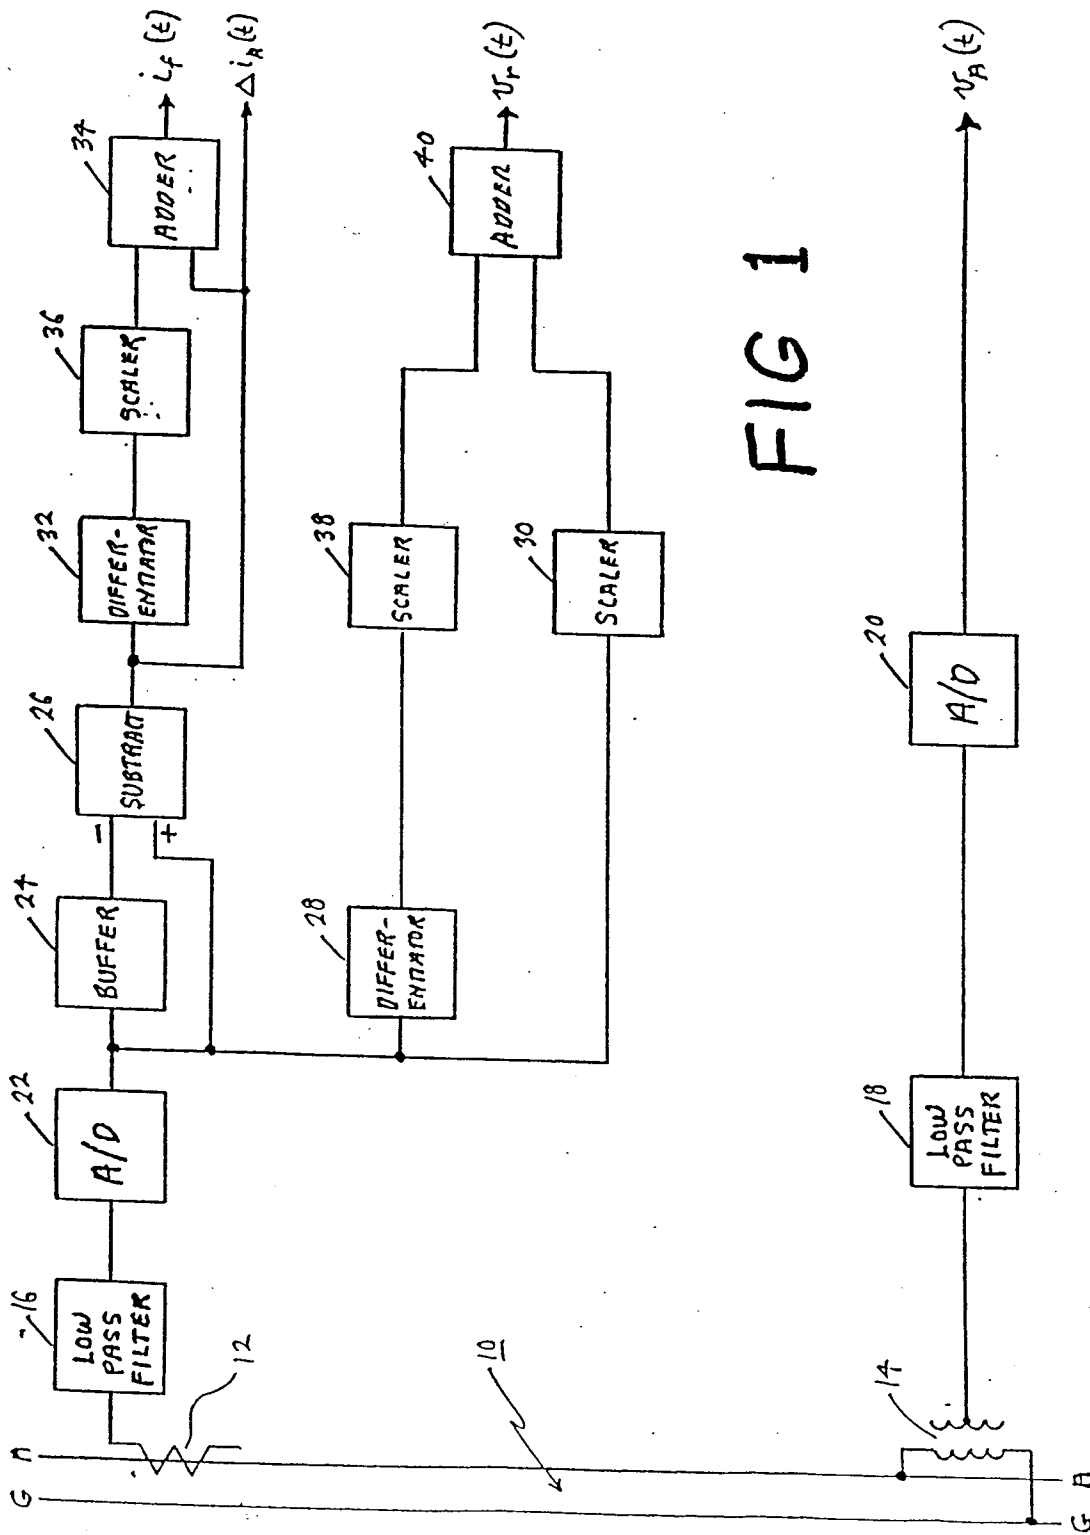 G
A
12
~16
LOW
PASS
FILTER
22
A/D
24
BUFFER
-
+
26
SUBTRACT
32
DIFFER-
ENTIATOR
36
SCALER
34
ADDER
i_f(t)
Δi_A(t)
28
DIFFER-
ENTIATOR
38
SCALER
30
SCALER
40
ADDER
v_r(t)
10
14
18
LOW
PASS
FILTER
20
A/D
v_A(t)
G
A
FIG 1